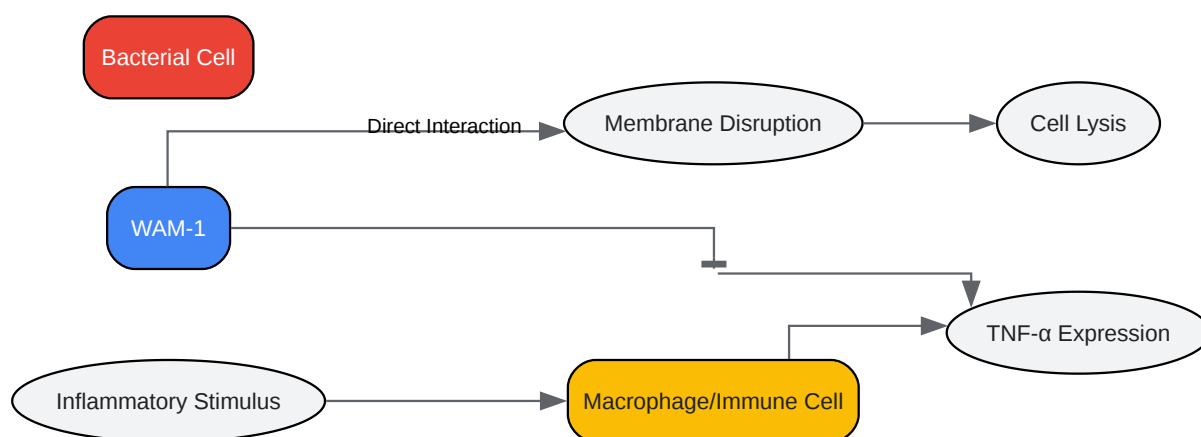 Bacterial Cell
Direct Interaction
Membrane Disruption
Cell Lysis
WAM-1
TNF-α Expression
Inflammatory Stimulus
Macrophage/Immune Cell